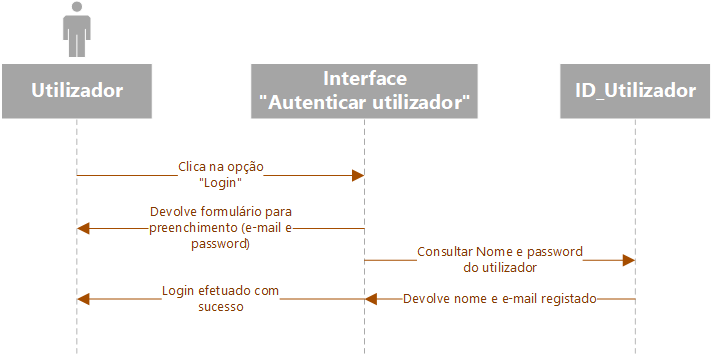 Utilizador
Interface
"Autenticar utilizador"
ID_Utilizador
Clica na opção
"Login"
Devolve formulário para
preenchimento (e-mail e
password)
Consultar Nome e password
do utilizador
Login efetuado com
sucesso
Devolve nome e e-mail registado